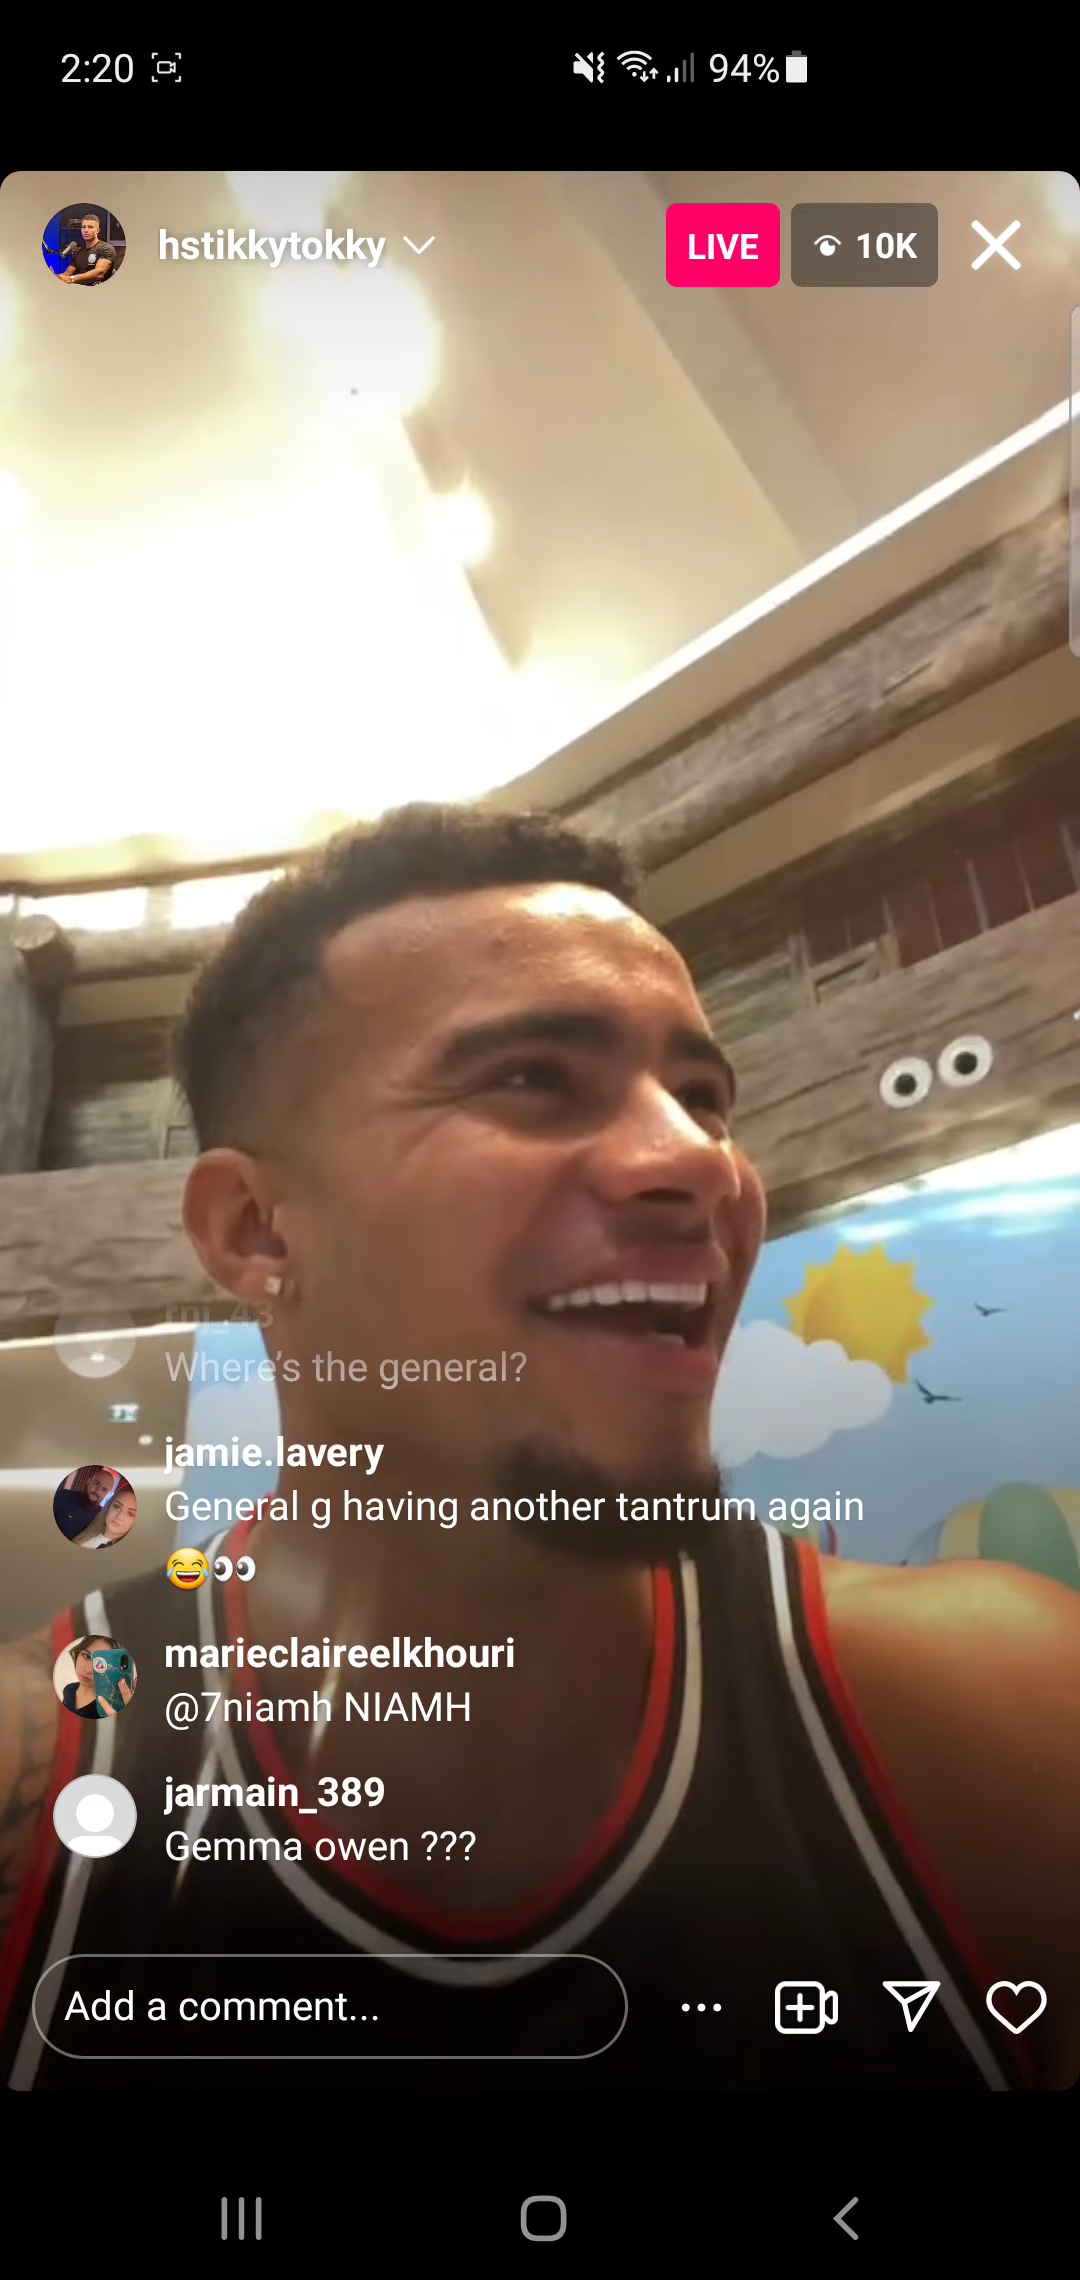 2:20
94%
hstikkytokky
LIVE
10K
rnj_43
Where's the general?
jamie.lavery
General g having another tantrum again
😂👀
marieclaireelkhouri
@7niamh NIAMH
jarmain_389
Gemma owen ???
Add a comment...